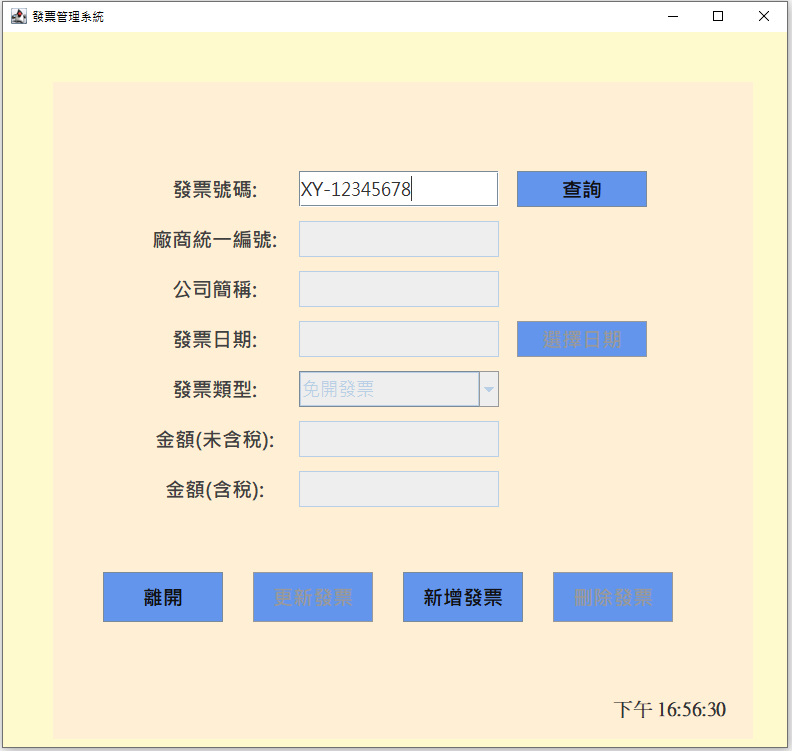 發票管理系統
發票號碼: XY-12345678 查詢
廠商統一編號:
公司簡稱:
發票日期: 選擇日期
發票類型: 免開發票
金額(未含稅):
金額(含稅):
離開 更新發票 新增發票 刪除發票
下午 16:56:30